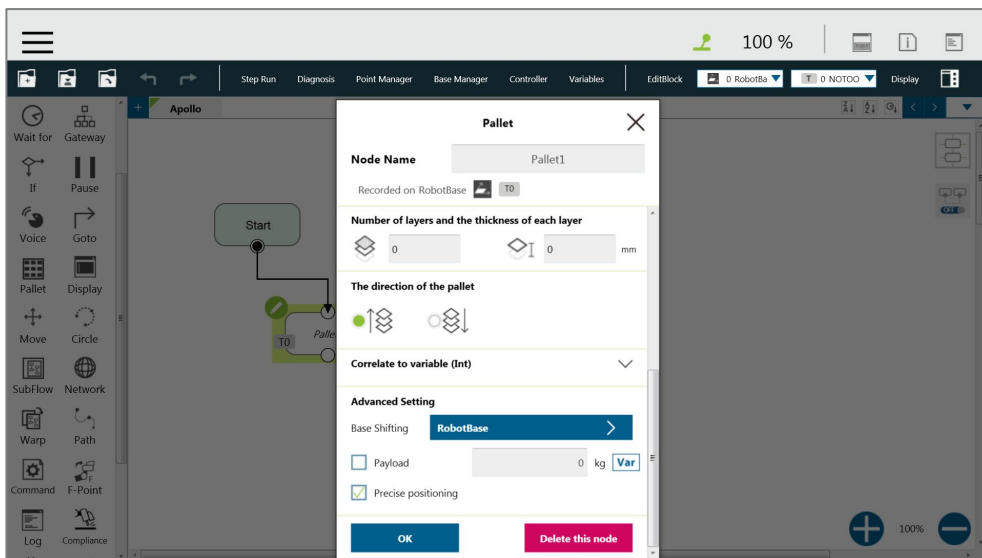 100 %
Step Run Diagnosis Point Manager Base Manager Controller Variables EditBlock 0 RobotBa T 0 NOTOO Display
+ Apollo
Wait for Gateway
If Pause
Voice Goto
Pallet Display
Move Circle
SubFlow Network
Warp Path
Command F-Point
Log Compliance
Start
T0 Palle
Pallet
Node Name Pallet1
Recorded on RobotBase T0
Number of layers and the thickness of each layer
0 0 mm
The direction of the pallet
Correlate to variable (Int)
Advanced Setting
Base Shifting RobotBase
Payload 0 kg Var
Precise positioning
OK Delete this node
Off
100%